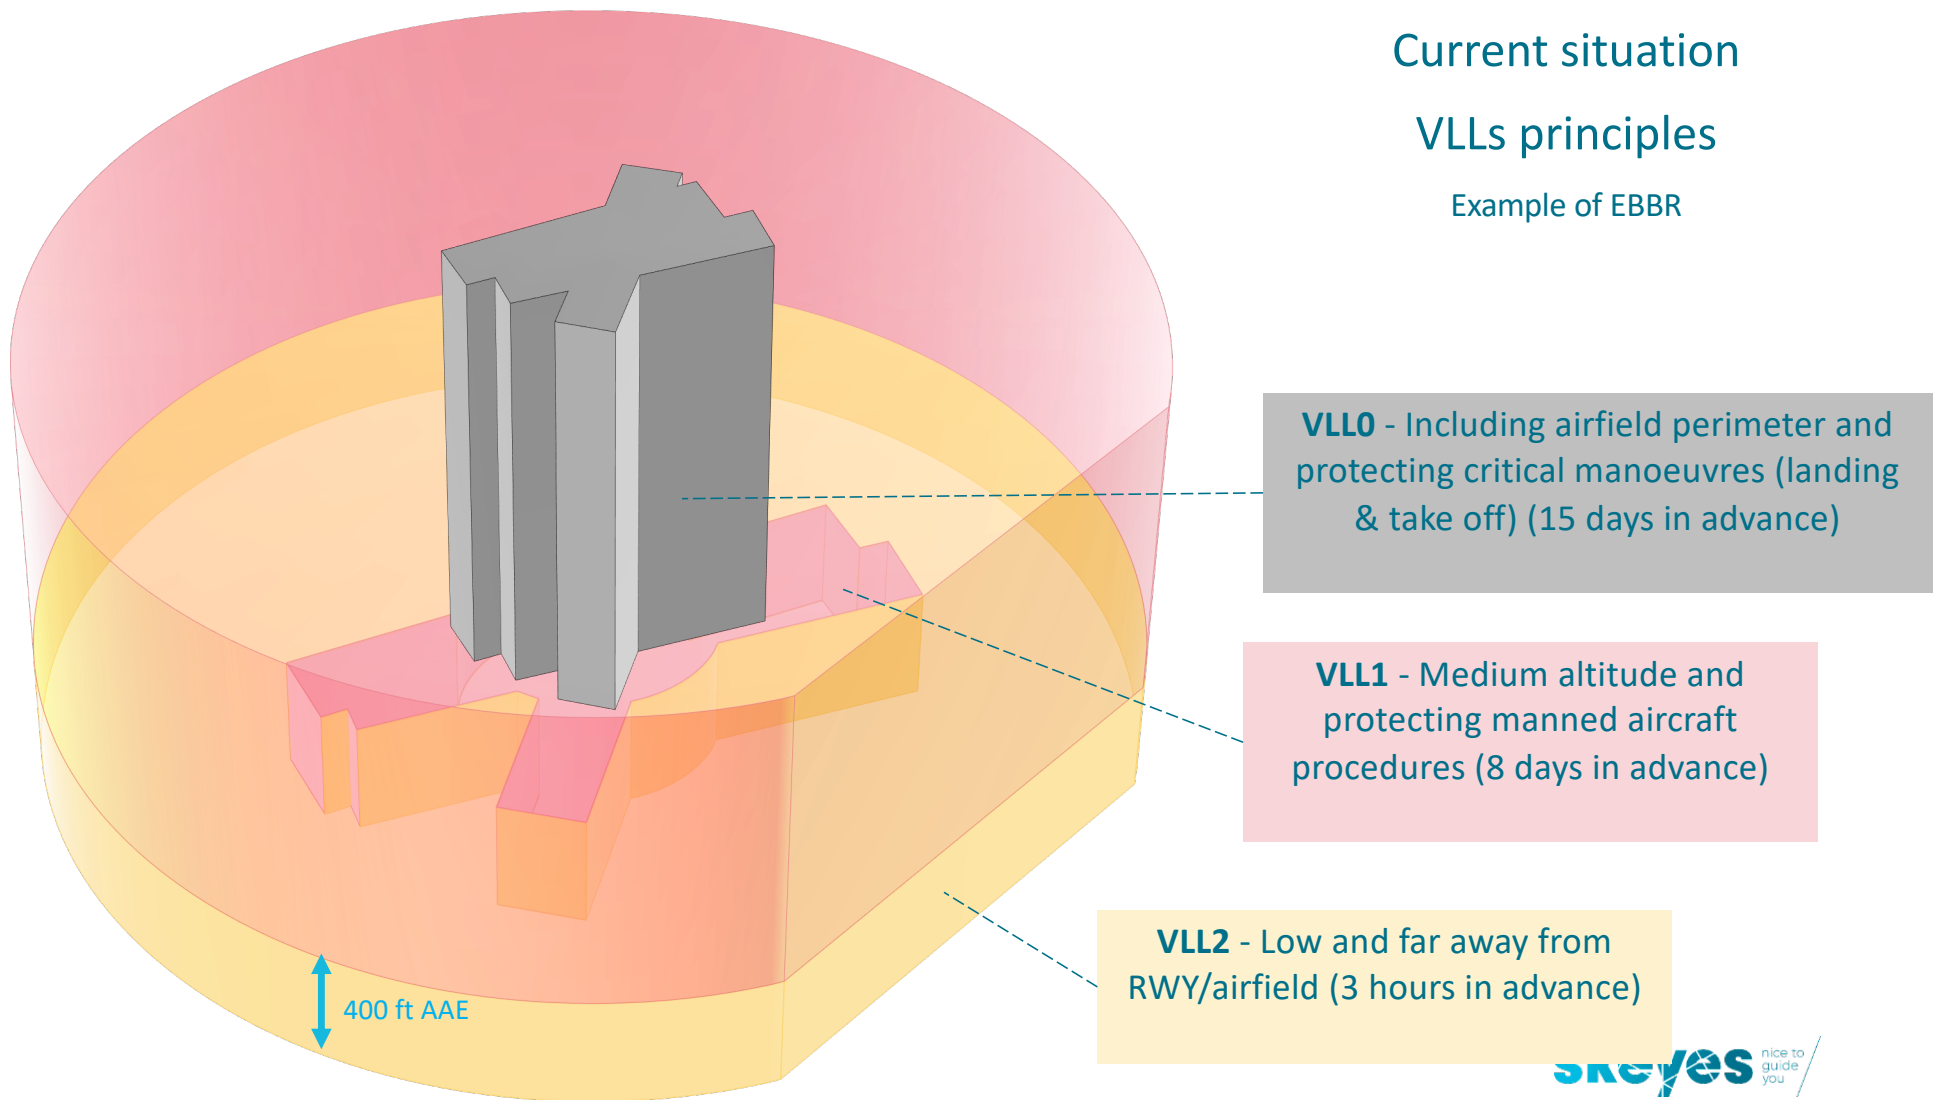 Current situation
VLLs principles
Example of EBBR
VLL0 - Including airfield perimeter and
protecting critical manoeuvres (landing
& take off) (15 days in advance)
VLL1 - Medium altitude and
protecting manned aircraft
procedures (8 days in advance)
VLL2 - Low and far away from
RWY/airfield (3 hours in advance)
400 ft AAE
skeyes
nice to
guide
you